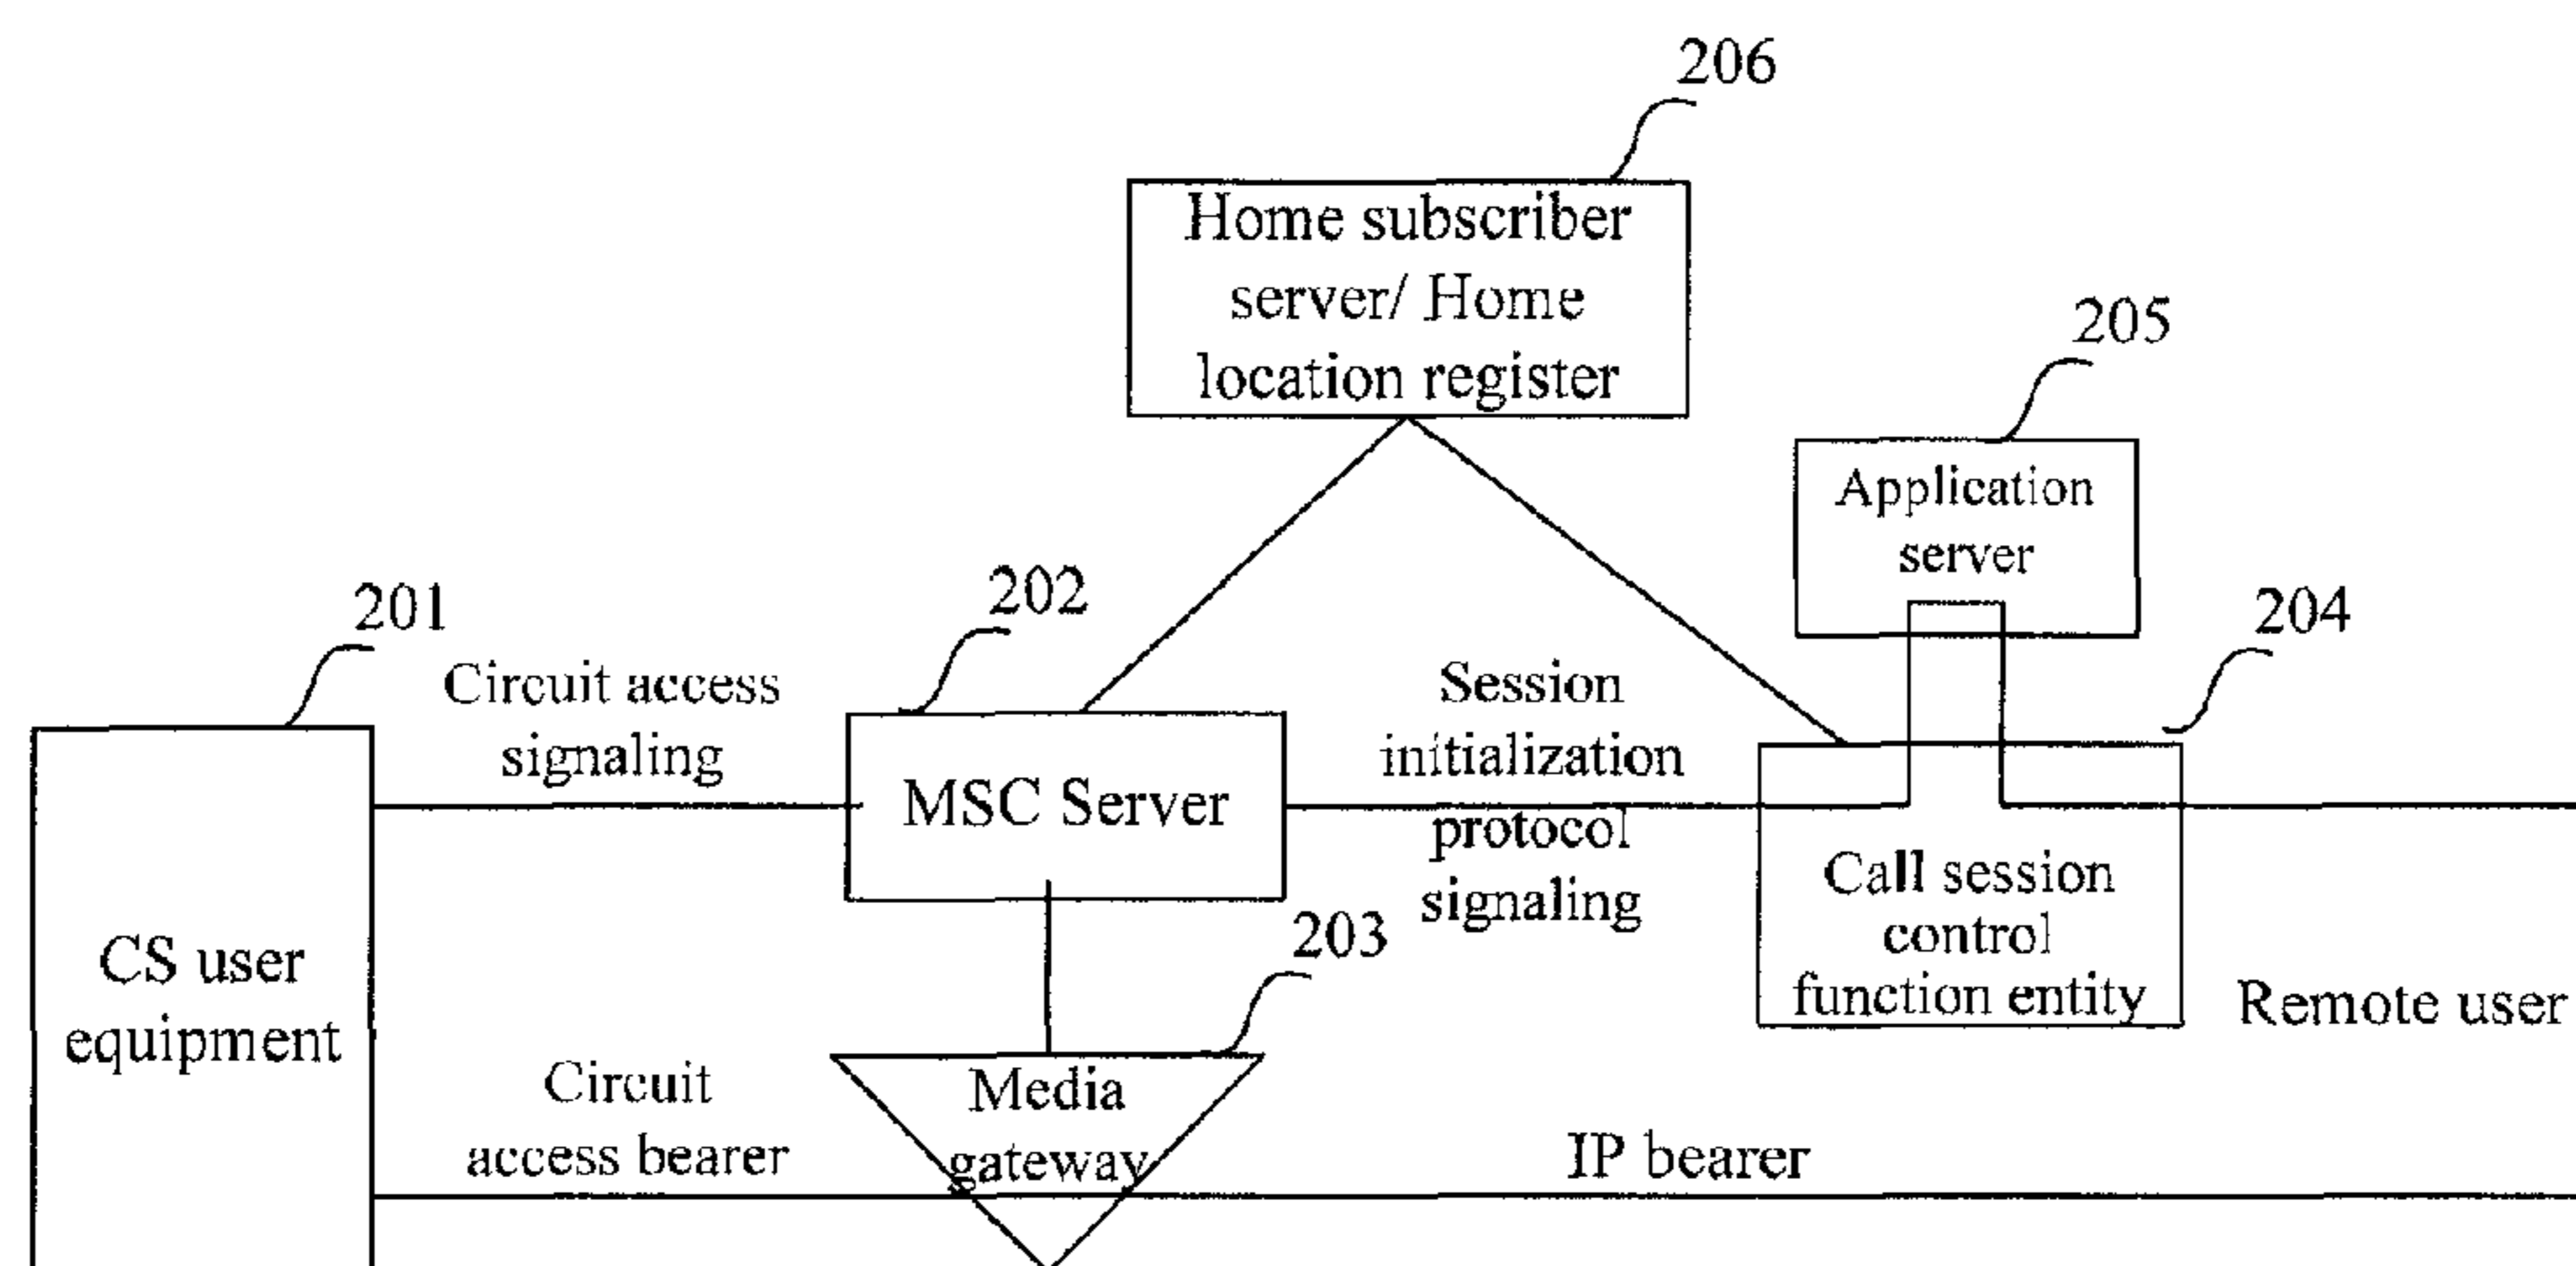 206
Home subscriber
server/ Home
location register
205
Application
server
204
202
201
Circuit access
signaling
MSC Server
Session
initialization
protocol
signaling
Call session
control
function entity
203
CS user
equipment
Remote user
Media
gateway
Circuit
access bearer
IP bearer